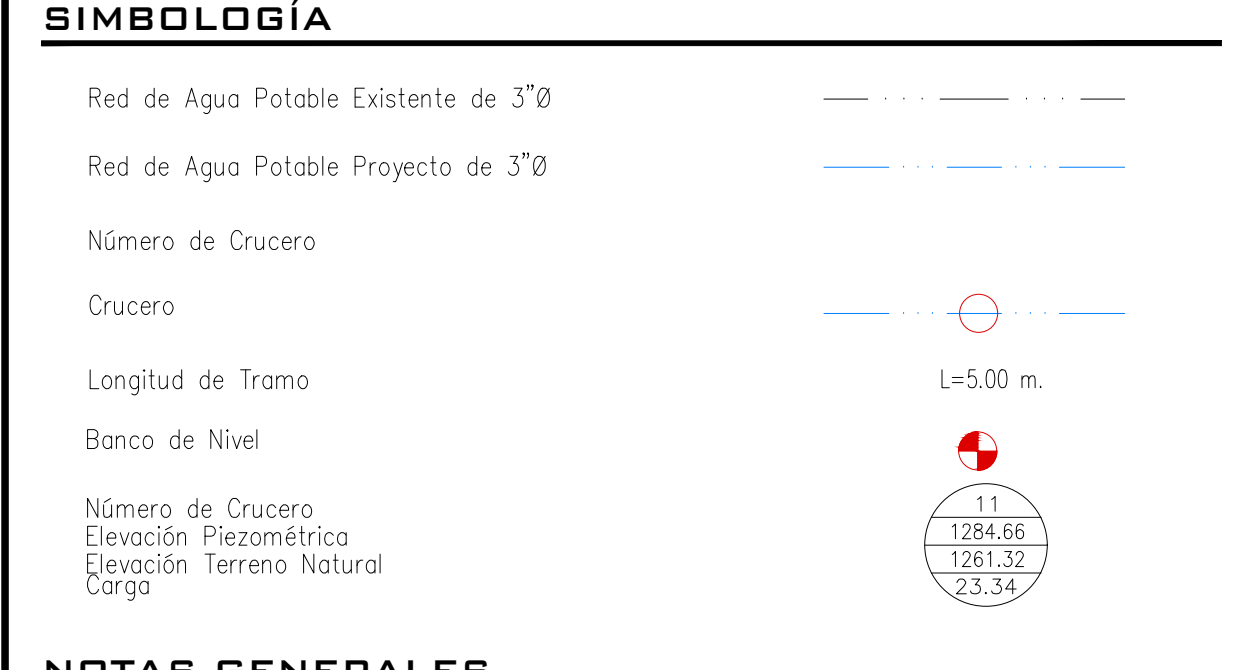 SIMBOLOGÍA
Red de Agua Potable Existente de 3"Ø
Red de Agua Potable Proyecto de 3"Ø
Número de Crucero
Crucero
Longitud de Tramo
L=5.00 m.
Banco de Nivel
Número de Crucero
11
Elevación Piezométrica
1284.66
Elevación Terreno Natural
1261.32
Carga
23.34
NOTAS GENERALES